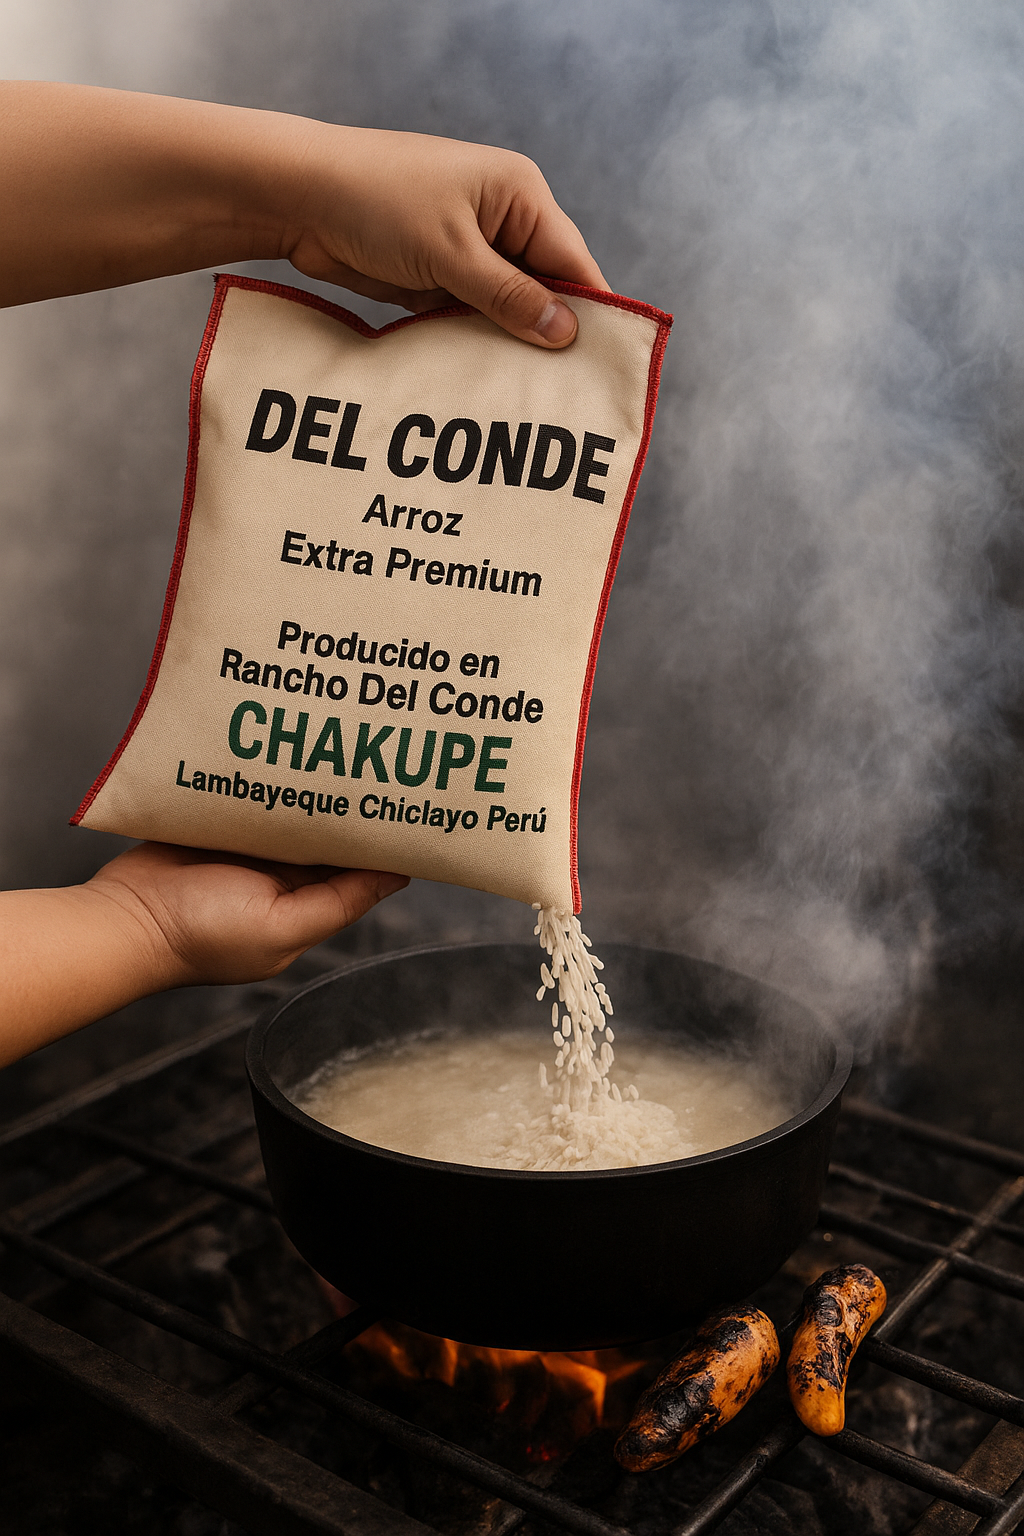 DEL CONDE
Arroz
Extra Premium
Producido en
Rancho Del Conde
CHAKUPE
Lambayeque Chiclayo Perú